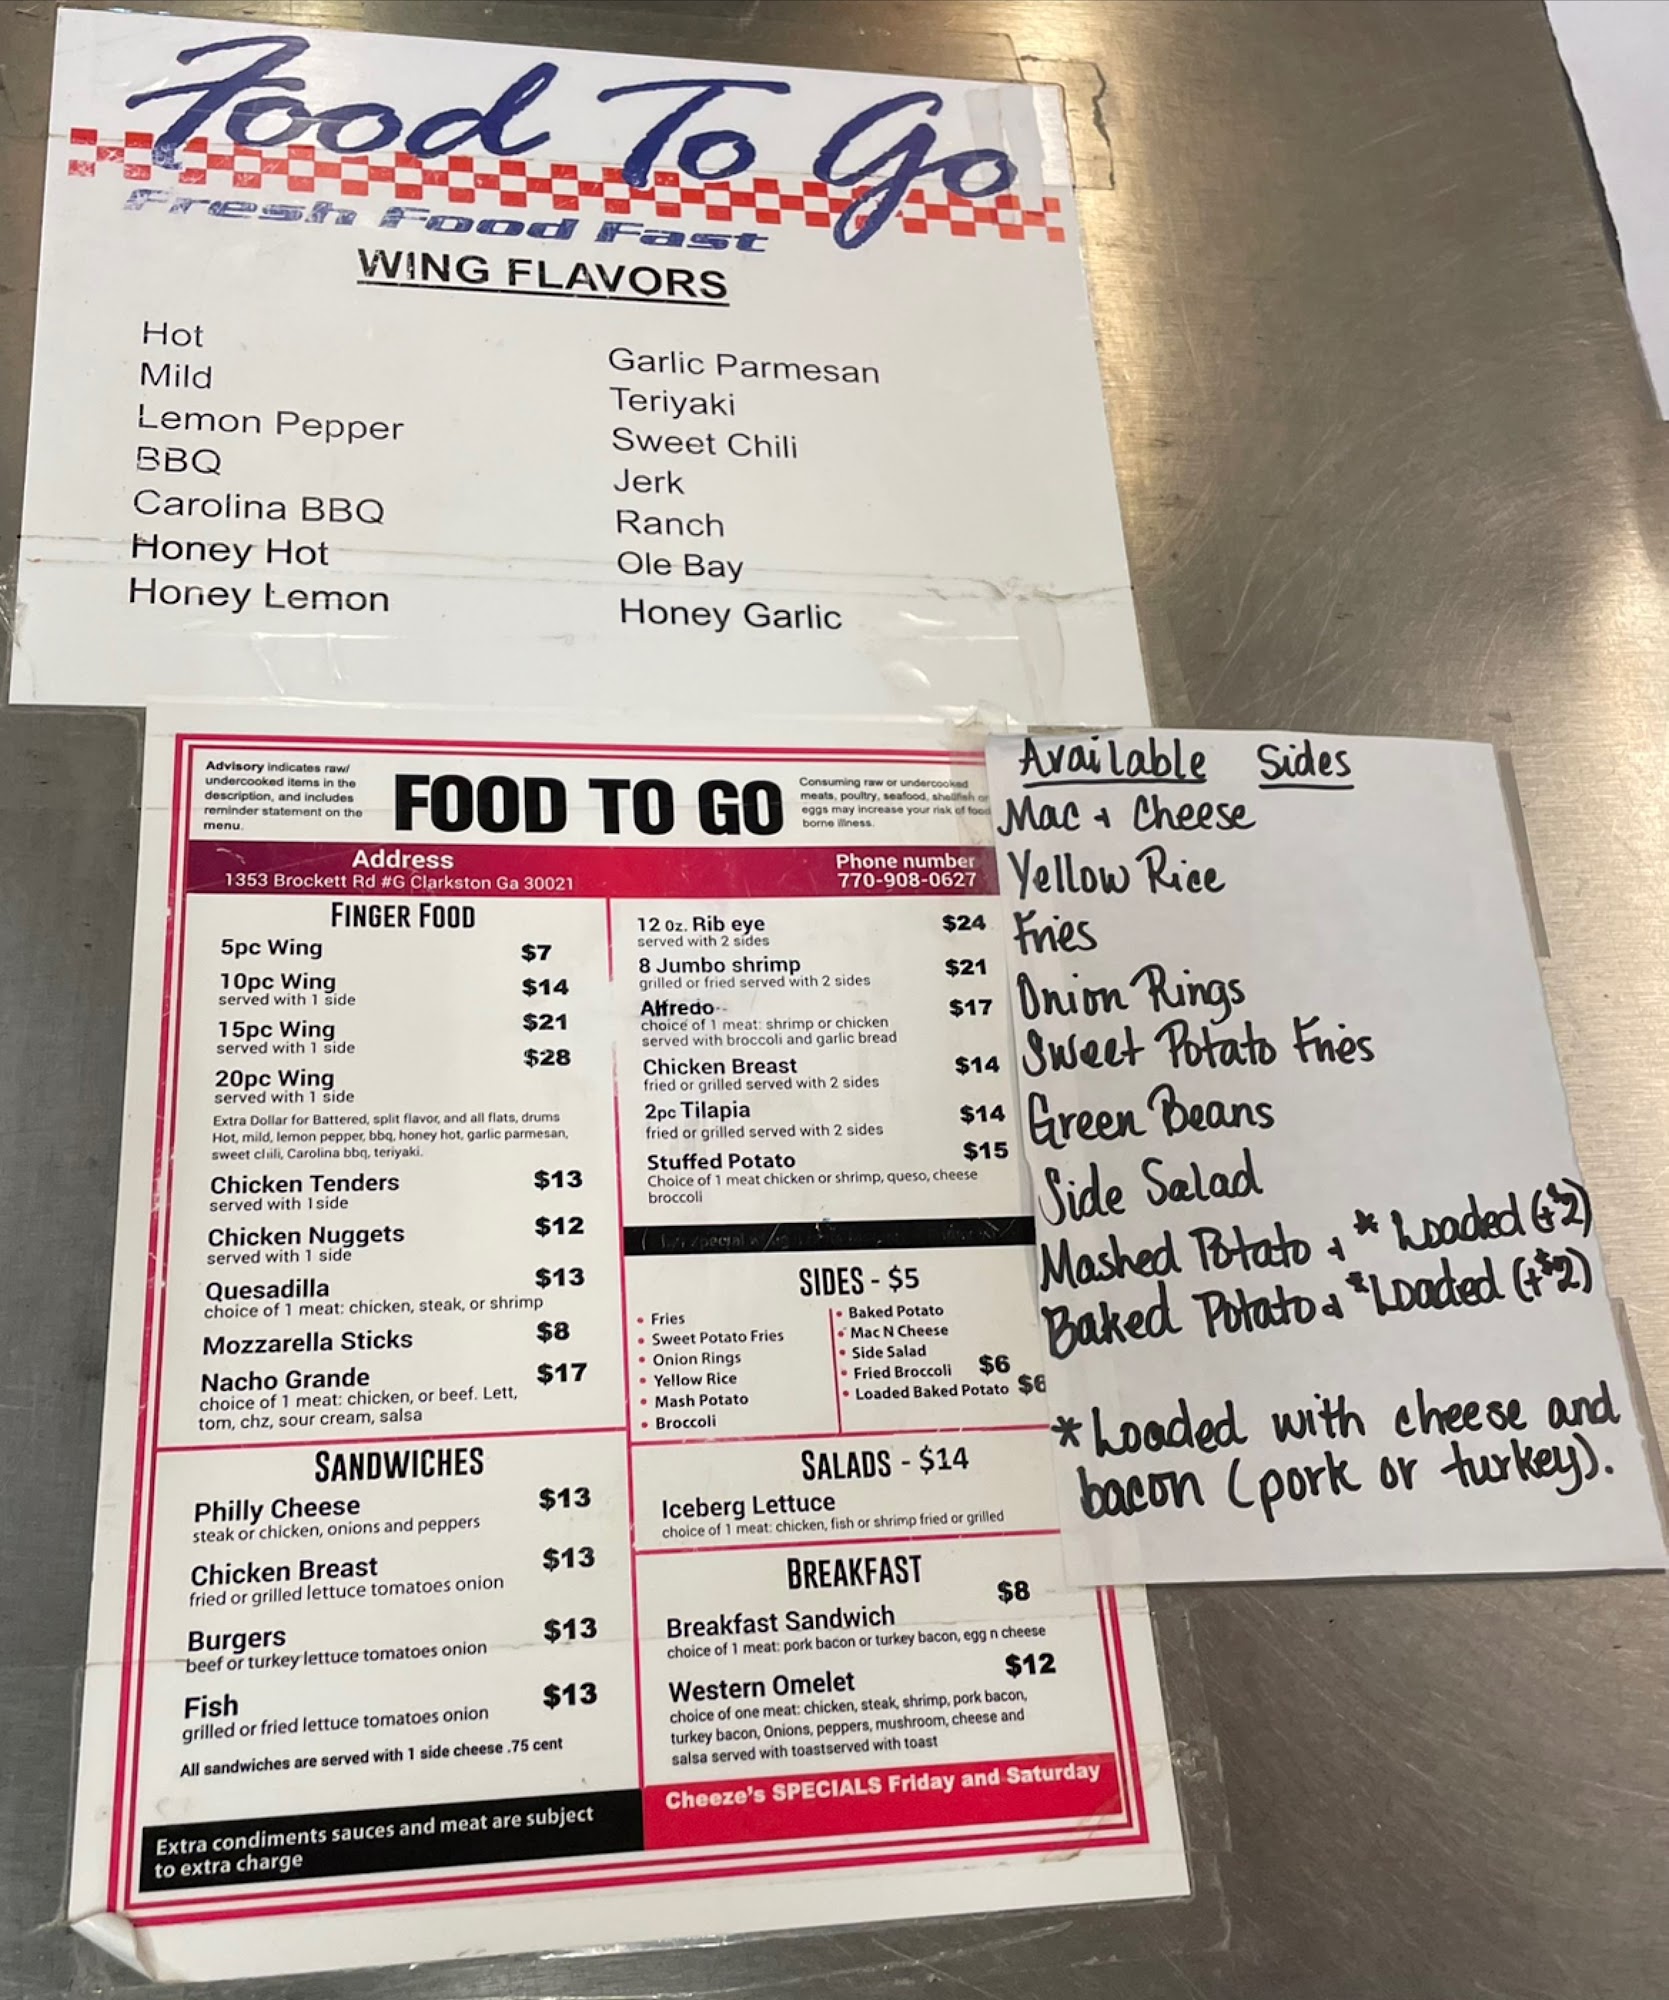 Food To Go
Fresh Food Fast
WING FLAVORS
Hot
Mild
Lemon Pepper
BBQ
Carolina BBQ
Honey Hot
Honey Lemon
Garlic Parmesan
Teriyaki
Sweet Chili
Jerk
Ranch
Ole Bay
Honey Garlic
Advisory indicates raw/
undercooked items in the
description, and includes
reminder statement on the
menu.
FOOD TO GO
Consuming raw or undercooked
meats, poultry, seafood, shellfish or
eggs may increase your risk of food
borne illness.
Address
1353 Brockett Rd #G Clarkston Ga 30021
Phone number
770-908-0627
FINGER FOOD
5pc Wing $7
10pc Wing $14
served with 1 side
15pc Wing $21
served with 1 side
20pc Wing $28
served with 1 side
Extra Dollar for Battered, split flavor, and all flats, drums
Hot, mild, lemon pepper, bbq, honey hot, garlic parmesan,
sweet chili, Carolina bbq, teriyaki.
Chicken Tenders $13
served with 1side
Chicken Nuggets $12
served with 1 side
Quesadilla $13
choice of 1 meat: chicken, steak, or shrimp
Mozzarella Sticks $8
Nacho Grande $17
choice of 1 meat: chicken, or beef. Lett,
tom, chz, sour cream, salsa
SANDWICHES
Philly Cheese $13
steak or chicken, onions and peppers
Chicken Breast $13
fried or grilled lettuce tomatoes onion
Burgers $13
beef or turkey lettuce tomatoes onion
Fish $13
grilled or fried lettuce tomatoes onion
All sandwiches are served with 1 side cheese .75 cent
Extra condiments sauces and meat are subject
to extra charge
12 oz. Rib eye $24
served with 2 sides
8 Jumbo shrimp $21
grilled or fried served with 2 sides
Alfredo $17
choice of 1 meat: shrimp or chicken
served with broccoli and garlic bread
Chicken Breast $14
fried or grilled served with 2 sides
2pc Tilapia $14
fried or grilled served with 2 sides
Stuffed Potato $15
Choice of 1 meat chicken or shrimp, queso, cheese
broccoli
SIDES - $5
• Fries
• Sweet Potato Fries
• Onion Rings
• Yellow Rice
• Mash Potato
• Broccoli
• Baked Potato
• Mac N Cheese
• Side Salad
• Fried Broccoli $6
• Loaded Baked Potato $6
SALADS - $14
Iceberg Lettuce
choice of 1 meat: chicken, fish or shrimp fried or grilled
BREAKFAST
Breakfast Sandwich $8
choice of 1 meat: pork bacon or turkey bacon, egg n cheese
Western Omelet $12
choice of one meat: chicken, steak, shrimp, pork bacon,
turkey bacon, Onions, peppers, mushroom, cheese and
salsa served with toastserved with toast
Cheeze's SPECIALS Friday and Saturday
Available Sides
Mac + Cheese
Yellow Rice
Fries
Onion Rings
Sweet Potato Fries
Green Beans
Side Salad
Mashed Potato + * Loaded (+$2)
Baked Potato + *Loaded (+$2)
*Loaded with cheese and
bacon (pork or turkey).